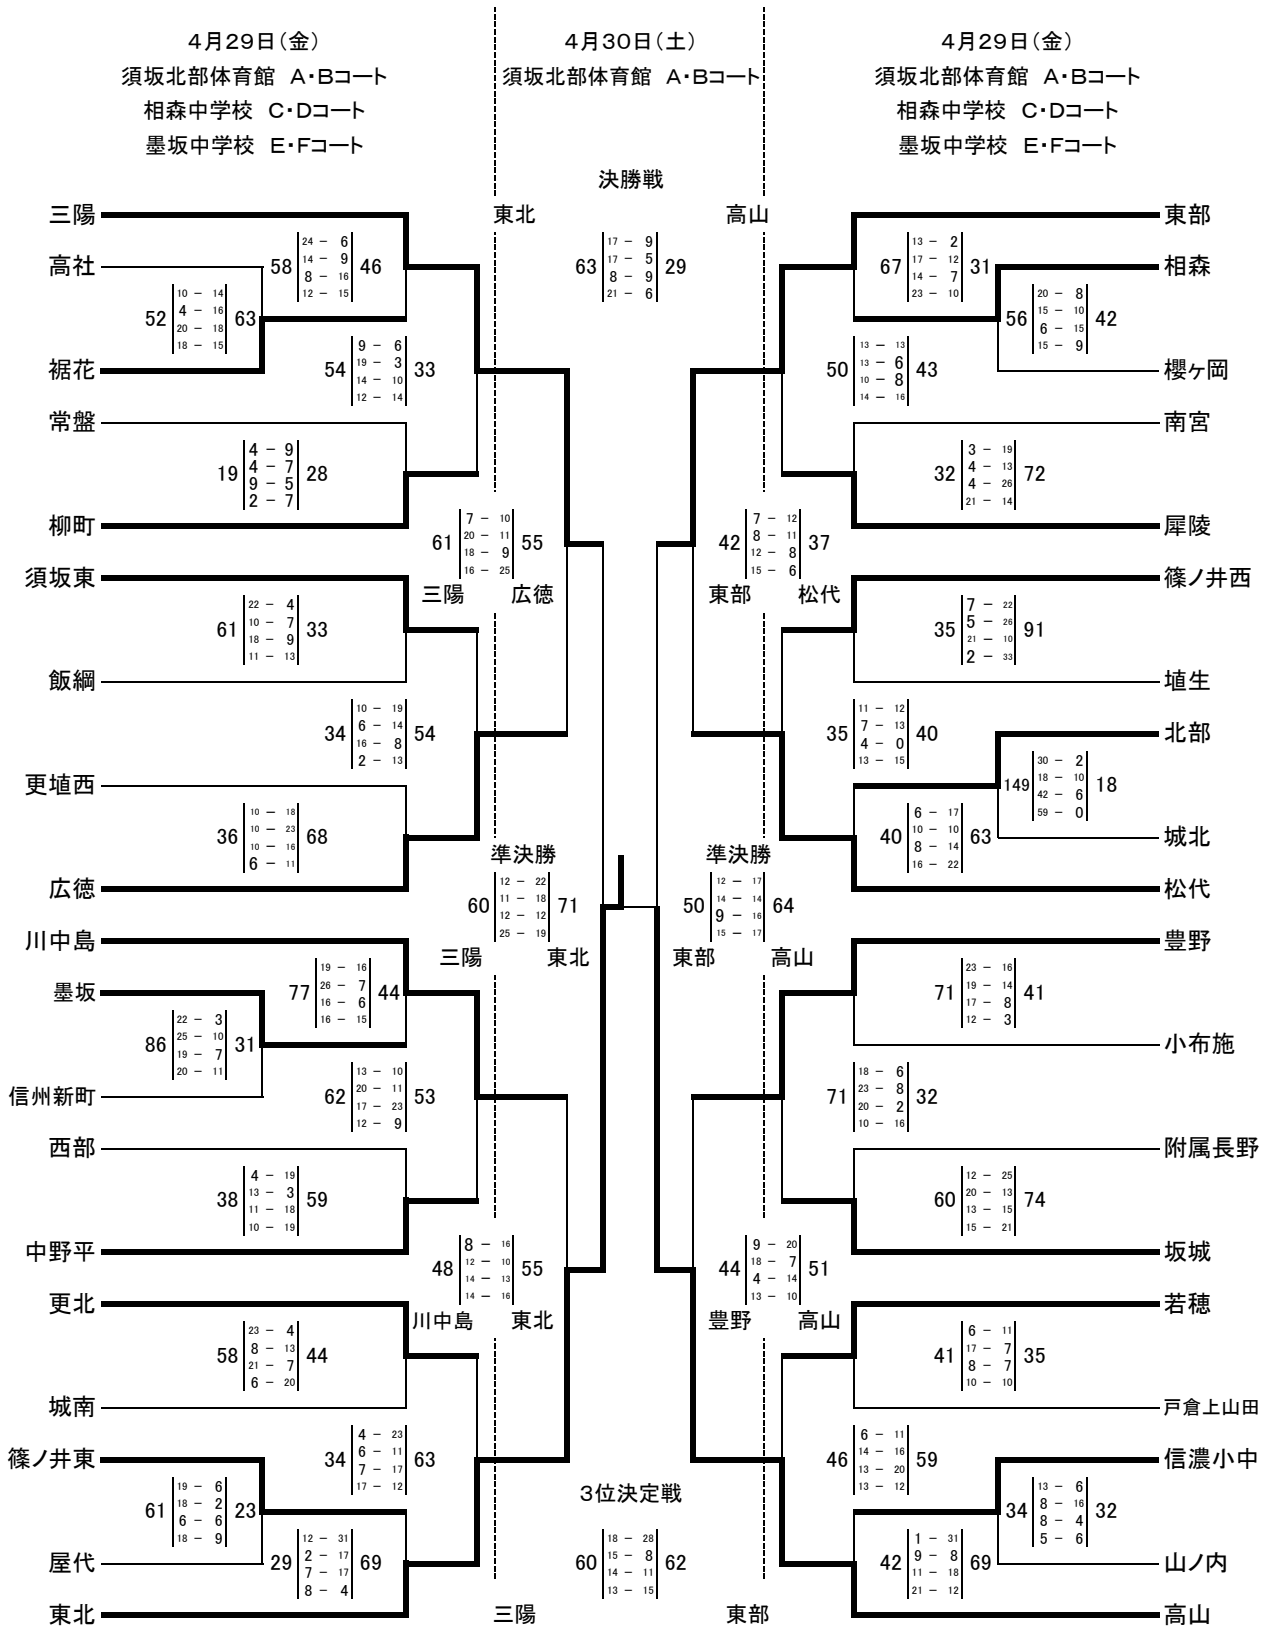 4月29日(金)
須坂北部体育館 A・Bコート
相森中学校 C・Dコート
墨坂中学校 E・Fコート
4月30日(土)
須坂北部体育館 A・Bコート
4月29日(金)
須坂北部体育館 A・Bコート
相森中学校 C・Dコート
墨坂中学校 E・Fコート
三陽
高社
裾花
常盤
柳町
須坂東
飯綱
更埴西
広徳
川中島
墨坂
信州新町
西部
中野平
更北
城南
篠ノ井東
屋代
東北
58 46
24 - 6
14 - 9
8 - 16
12 - 15
52 63
10 - 14
4 - 16
20 - 18
18 - 15
54 33
9 - 6
19 - 3
14 - 10
12 - 14
19 28
4 - 9
4 - 7
9 - 5
2 - 7
61 33
22 - 4
10 - 7
18 - 9
11 - 13
34 54
10 - 19
6 - 14
16 - 8
2 - 13
36 68
10 - 18
10 - 23
10 - 16
6 - 11
77 44
19 - 16
26 - 7
16 - 6
16 - 15
86 31
22 - 3
25 - 10
19 - 7
20 - 11
62 53
13 - 10
20 - 11
17 - 23
12 - 9
38 59
4 - 19
13 - 3
11 - 18
10 - 19
58 44
23 - 4
8 - 13
21 - 7
6 - 20
34 63
4 - 23
6 - 11
7 - 17
17 - 12
61 23
19 - 6
18 - 2
6 - 6
18 - 9
29 69
12 - 31
2 - 17
7 - 17
8 - 4
決勝戦
東北 高山
63 29
17 - 9
17 - 5
8 - 9
21 - 6
61 55
7 - 10
20 - 11
18 - 9
16 - 25
三陽 広徳
42 37
7 - 12
8 - 11
12 - 8
15 - 6
東部 松代
準決勝
60 71
12 - 22
11 - 18
12 - 12
25 - 19
三陽 東北
準決勝
50 64
12 - 17
14 - 14
9 - 16
15 - 17
東部 高山
48 55
8 - 16
12 - 10
14 - 13
14 - 16
川中島 東北
44 51
9 - 20
18 - 7
4 - 14
13 - 10
豊野 高山
3位決定戦
60 62
18 - 28
15 - 8
14 - 11
13 - 15
三陽 東部
東部
相森
櫻ヶ岡
南宮
犀陵
篠ノ井西
埴生
北部
城北
松代
豊野
小布施
附属長野
坂城
若穂
戸倉上山田
信濃小中
山ノ内
高山
67 31
13 - 2
17 - 12
14 - 7
23 - 10
56 42
20 - 8
15 - 10
6 - 15
15 - 9
50 43
13 - 13
13 - 6
10 - 8
14 - 16
32 72
3 - 19
4 - 13
4 - 26
21 - 14
35 91
7 - 22
5 - 26
21 - 10
2 - 33
35 40
11 - 12
7 - 13
4 - 0
13 - 15
149 18
30 - 2
18 - 10
42 - 6
59 - 0
40 63
6 - 17
10 - 10
8 - 14
16 - 22
71 41
23 - 16
19 - 14
17 - 8
12 - 3
71 32
18 - 6
23 - 8
20 - 2
10 - 16
60 74
12 - 25
20 - 13
13 - 15
15 - 21
41 35
6 - 11
17 - 7
8 - 7
10 - 10
46 59
6 - 11
14 - 16
13 - 20
13 - 12
34 32
13 - 6
8 - 16
8 - 4
5 - 6
42 69
1 - 31
9 - 8
11 - 18
21 - 12